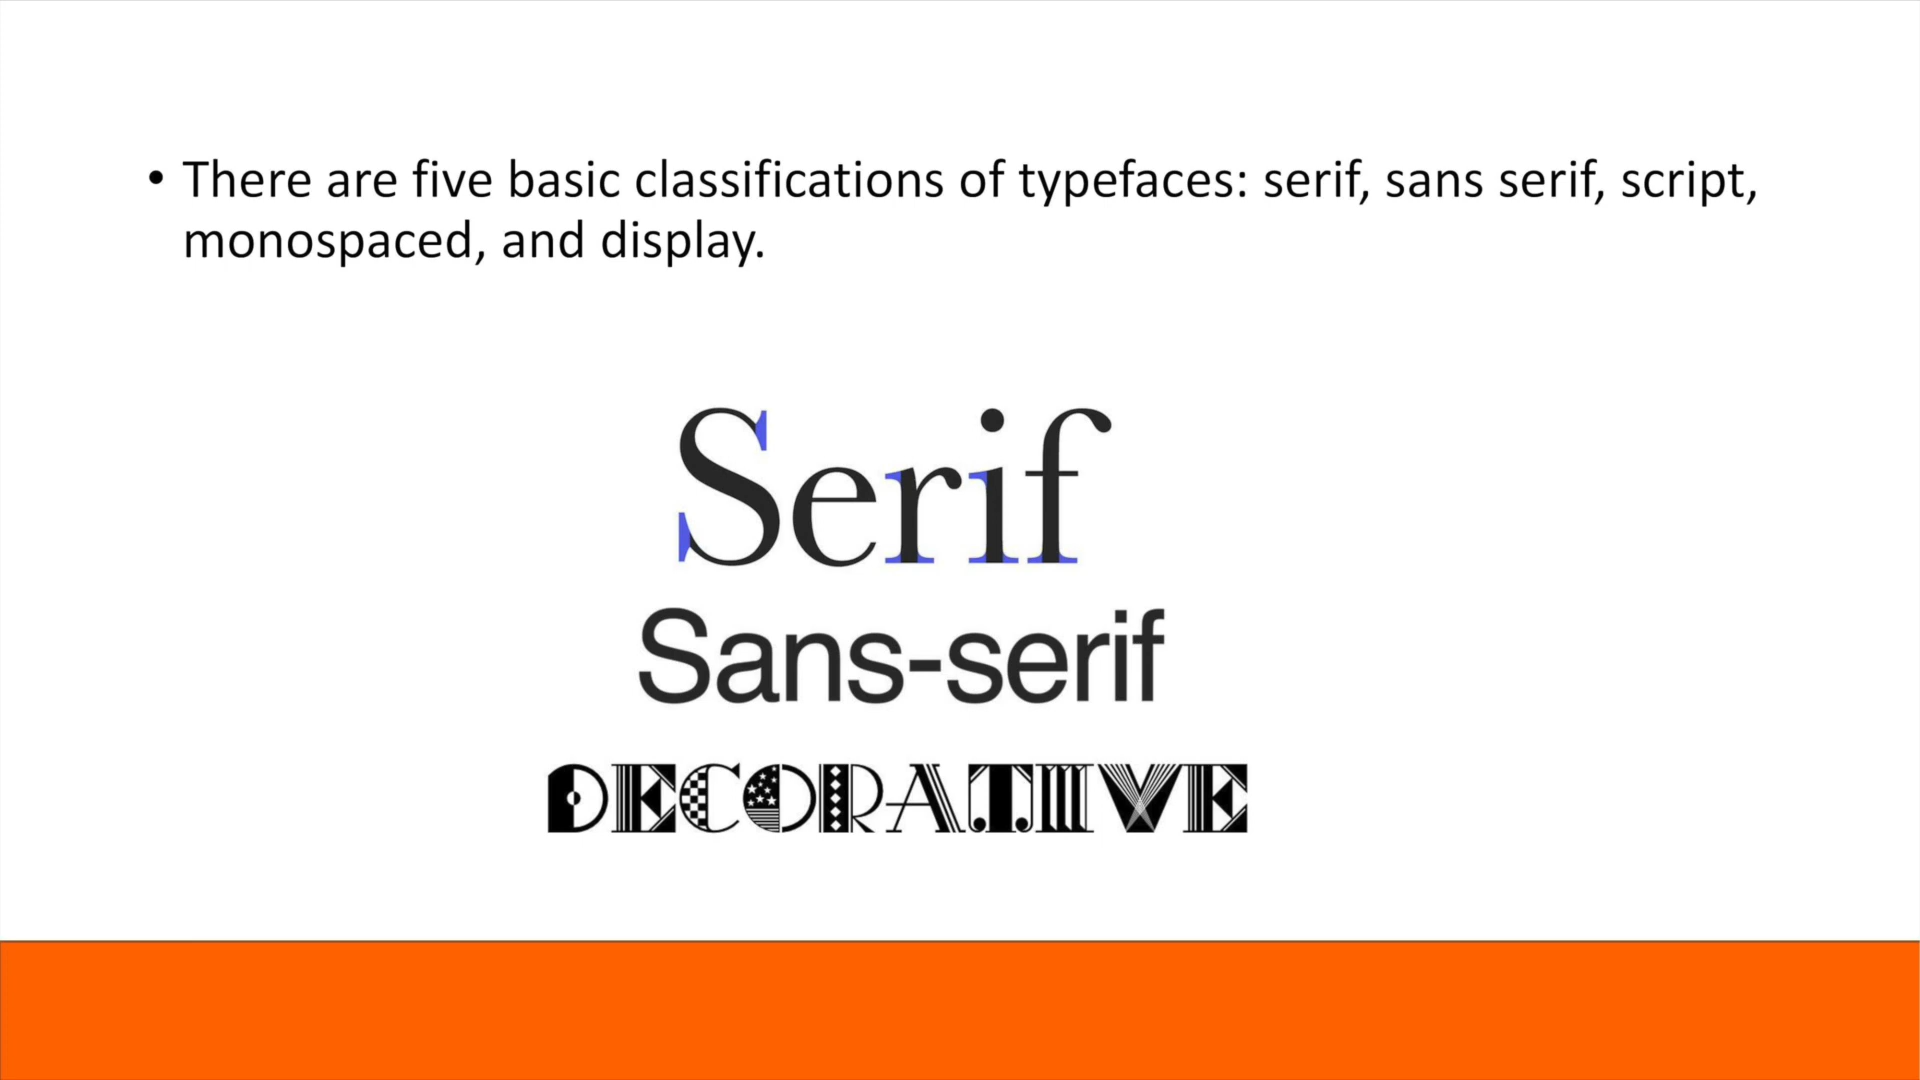 • There are five basic classifications of typefaces: serif, sans serif, script,
monospaced, and display.
Serif
Sans-serif
DECORATIVE